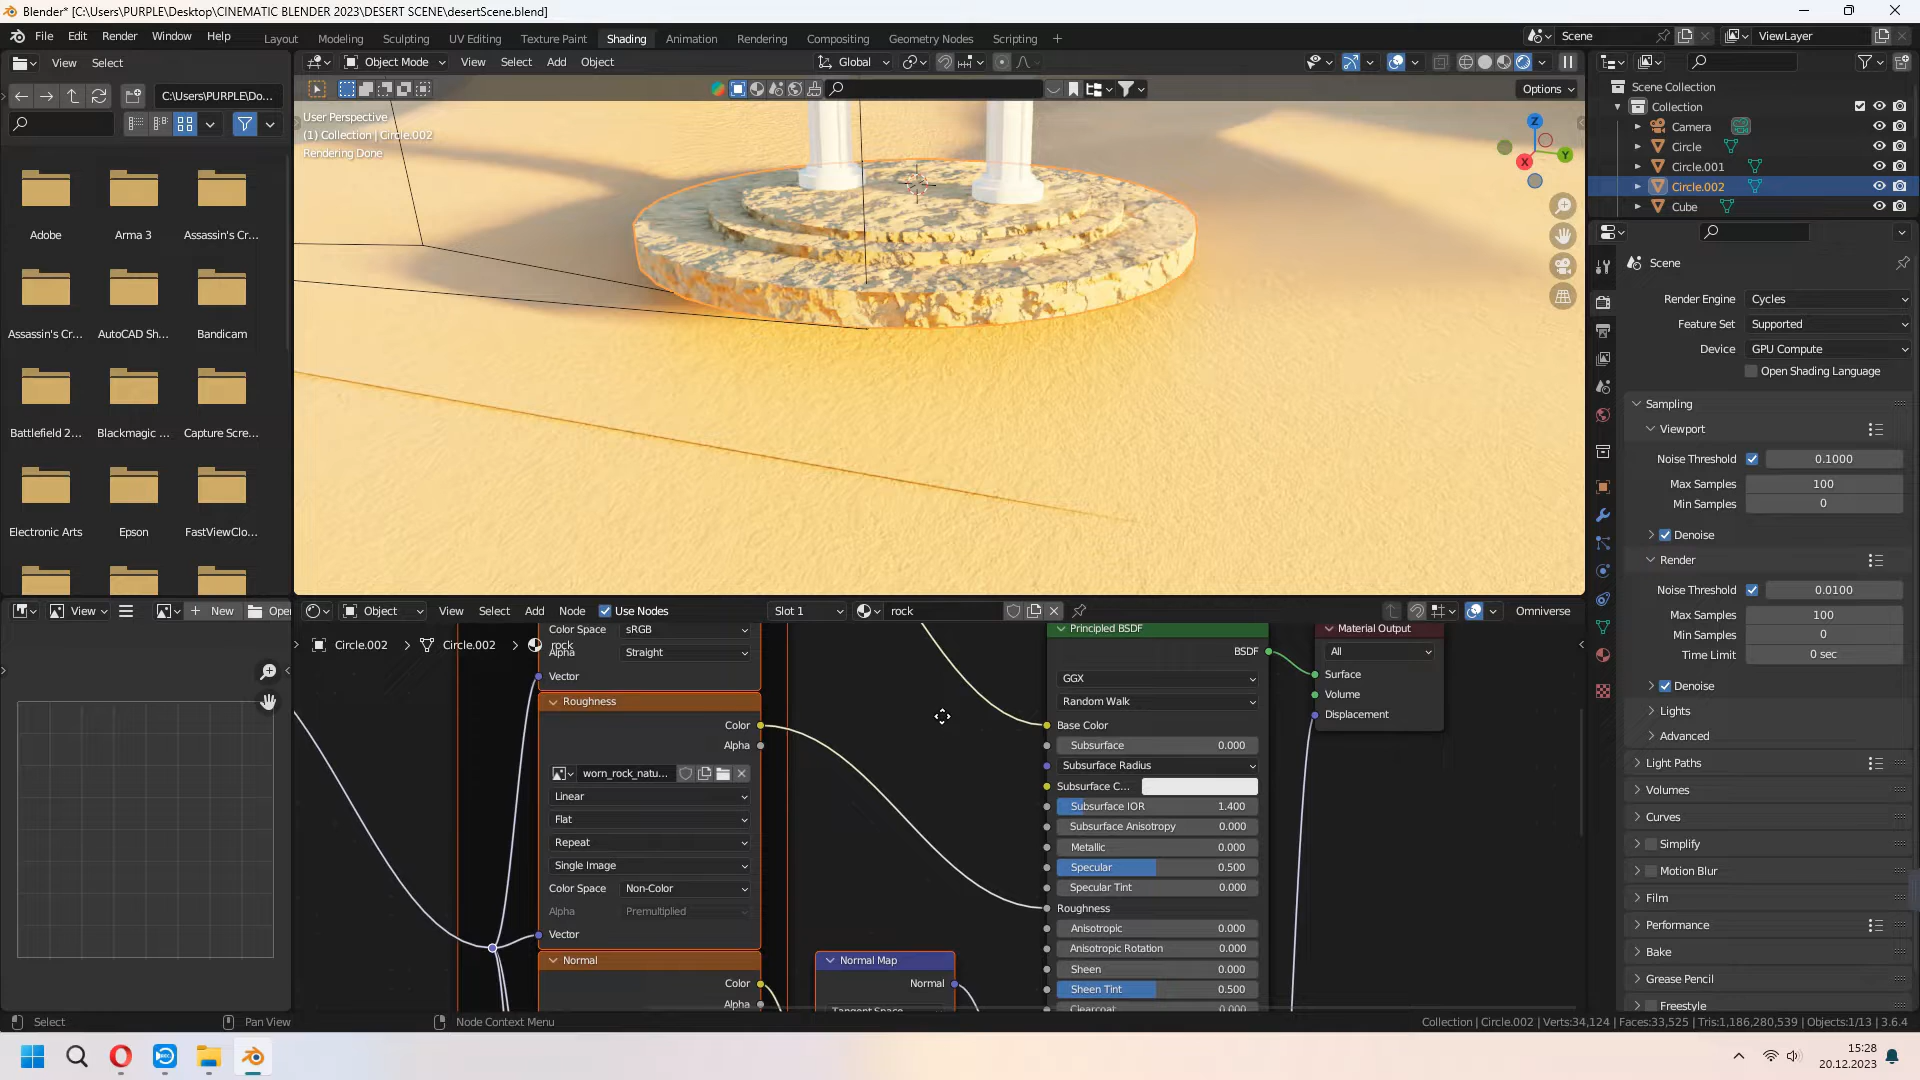 Blender* [C:\Users\PURPLE\Desktop\CINEMATIC BLENDER 2023\DESERT SCENE\desertScene.blend]
File Edit Render Window Help
Layout Modeling Sculpting UV Editing Texture Paint Shading Animation Rendering Compositing Geometry Nodes Scripting +
Scene
ViewLayer
View Select
C:\Users\PURPLE\Do...
Adobe
Arma 3
Assassin's Cr...
Assassin's Cr...
AutoCAD Sh...
Bandicam
Battlefield 2...
Blackmagic ...
Capture Scre...
Electronic Arts
Epson
FastViewClo...
Object Mode View Select Add Object
Global
Options
User Perspective
(1) Collection | Circle.002
Rendering Done
Z
X
Y
Scene Collection
Collection
Camera
Circle
Circle.001
Circle.002
Cube
Scene
Render Engine Cycles
Feature Set Supported
Device GPU Compute
Open Shading Language
Sampling
Viewport
Noise Threshold 0.1000
Max Samples 100
Min Samples 0
Denoise
Render
Noise Threshold 0.0100
Max Samples 100
Min Samples 0
Time Limit 0 sec
Denoise
Lights
Advanced
Light Paths
Volumes
Curves
Simplify
Motion Blur
Film
Performance
Bake
Grease Pencil
Freestyle
View
New
Open
Object View Select Add Node Use Nodes Slot 1 rock
Omniverse
Circle.002 > Circle.002 > rock
Color Space sRGB
Alpha Straight
Vector
Roughness
Color
Alpha
worn_rock_natu...
Linear
Flat
Repeat
Single Image
Color Space Non-Color
Alpha Premultiplied
Vector
Normal
Color
Alpha
Normal Map
Normal
Tangent Space
Principled BSDF
BSDF
GGX
Random Walk
Base Color
Subsurface 0.000
Subsurface Radius
Subsurface C...
Subsurface IOR 1.400
Subsurface Anisotropy 0.000
Metallic 0.000
Specular 0.500
Specular Tint 0.000
Roughness
Anisotropic 0.000
Anisotropic Rotation 0.000
Sheen 0.000
Sheen Tint 0.500
Clearcoat 0.000
Material Output
All
Surface
Volume
Displacement
Select
Pan View
Node Context Menu
Collection | Circle.002 | Verts:34,124 | Faces:33,525 | Tris:1,186,280,539 | Objects:1/13 | 3.6.4
15:28
20.12.2023